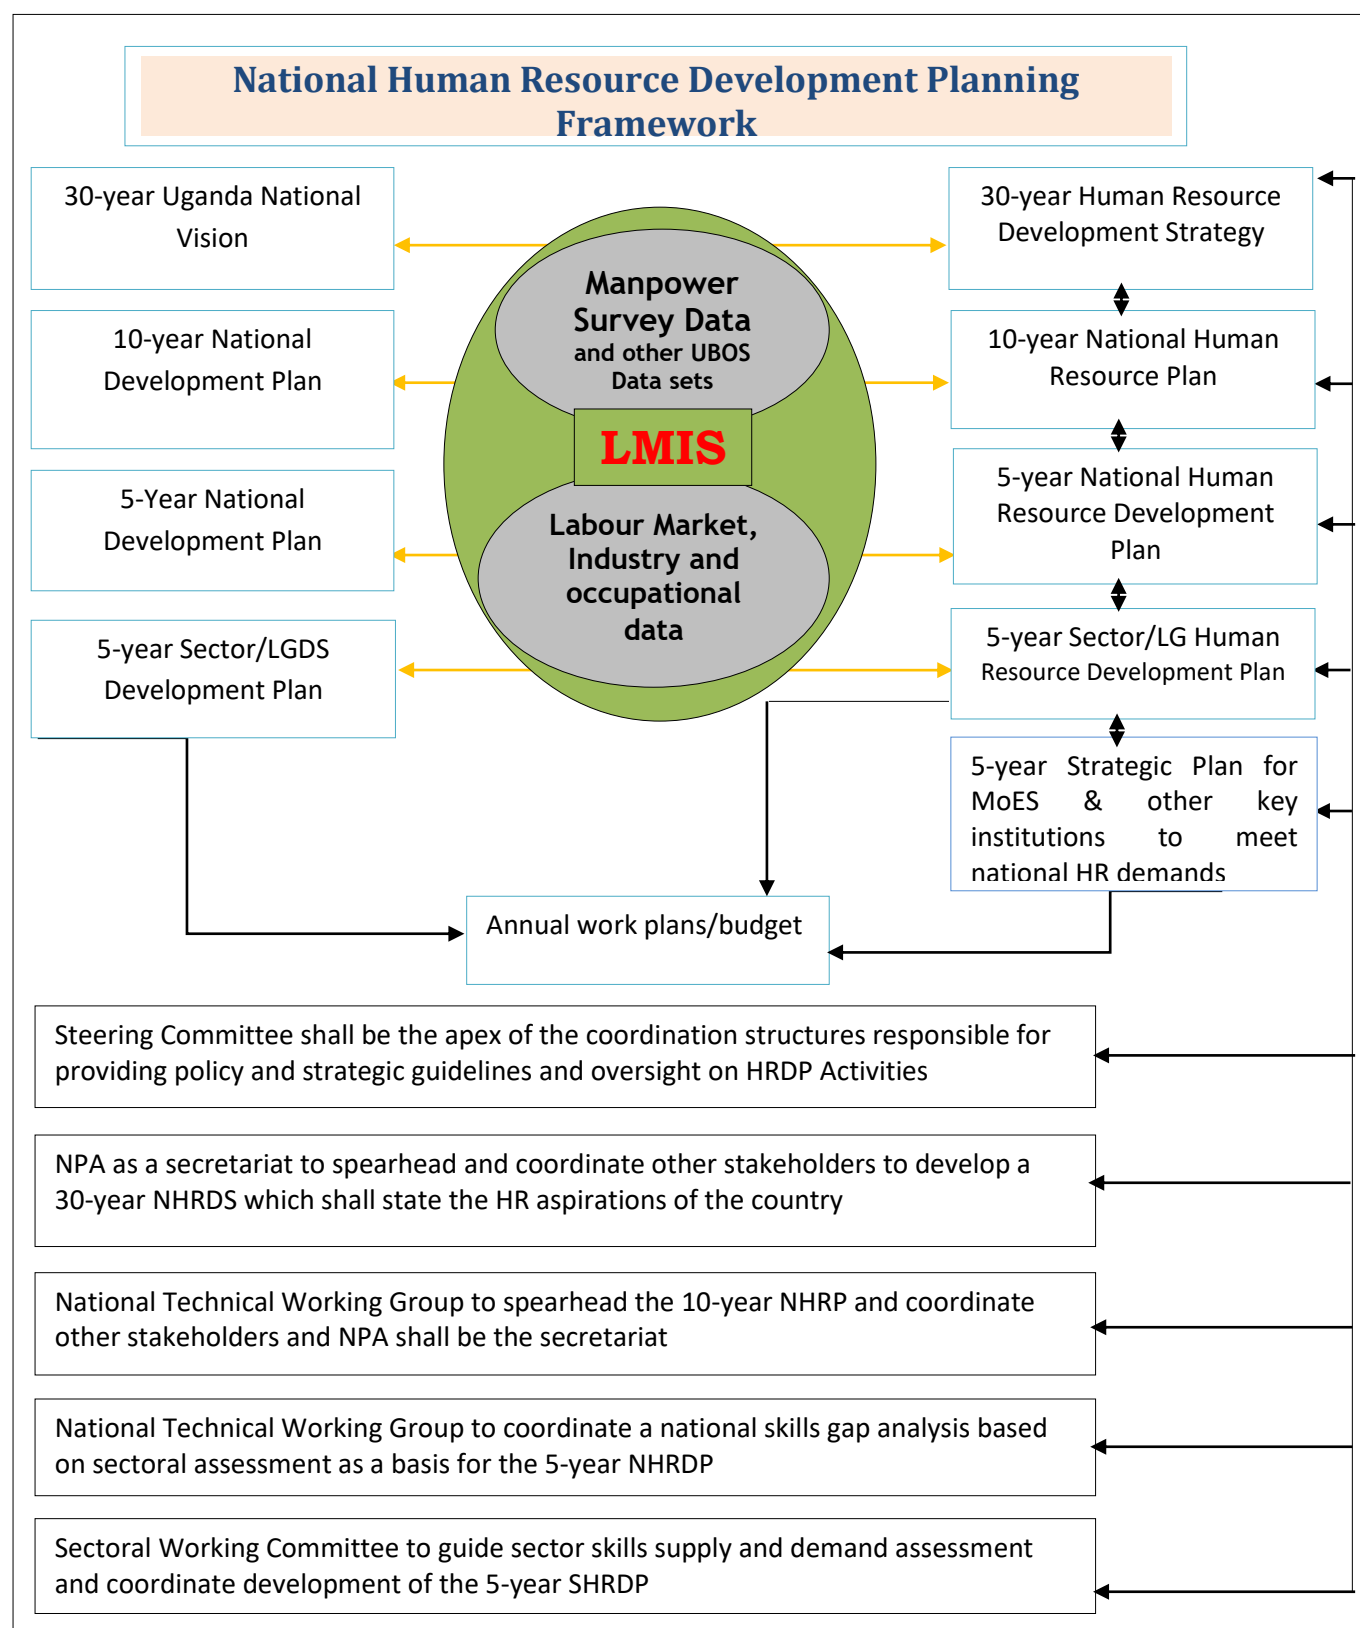 National Human Resource Development Planning
Framework
30-year Uganda National
Vision
10-year National
Development Plan
5-Year National
Development Plan
5-year Sector/LGDS
Development Plan
Manpower
Survey Data
and other UBOS
Data sets
LMIS
Labour Market,
Industry and
occupational
data
30-year Human Resource
Development Strategy
10-year National Human
Resource Plan
5-year National Human
Resource Development
Plan
5-year Sector/LG Human
Resource Development Plan
5-year Strategic Plan for
MoES & other key
institutions to meet
national HR demands
Annual work plans/budget
Steering Committee shall be the apex of the coordination structures responsible for
providing policy and strategic guidelines and oversight on HRDP Activities
NPA as a secretariat to spearhead and coordinate other stakeholders to develop a
30-year NHRDS which shall state the HR aspirations of the country
National Technical Working Group to spearhead the 10-year NHRP and coordinate
other stakeholders and NPA shall be the secretariat
National Technical Working Group to coordinate a national skills gap analysis based
on sectoral assessment as a basis for the 5-year NHRDP
Sectoral Working Committee to guide sector skills supply and demand assessment
and coordinate development of the 5-year SHRDP